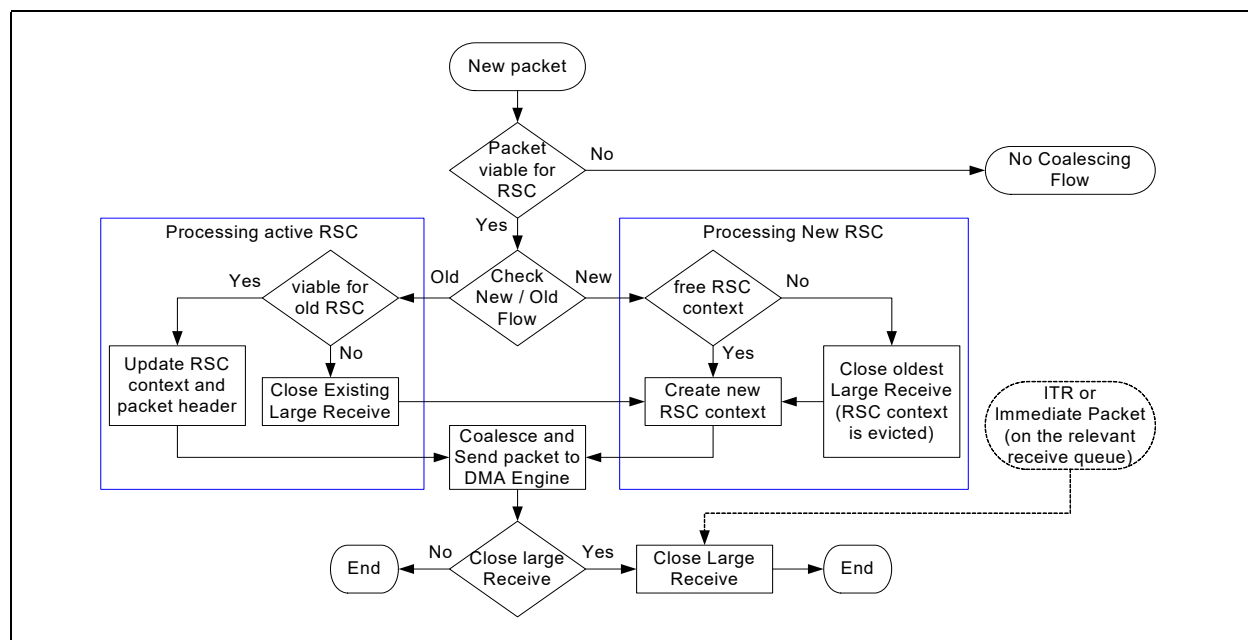 New packet
Packet
viable for
RSC
No
No Coalescing
Flow
Yes
Processing active RSC
Processing New RSC
Yes
viable for
old RSC
Old
Check
New / Old
Flow
New
free RSC
context
No
No
Yes
Update RSC
context and
packet header
Close Existing
Large Receive
Create new
RSC context
Close oldest
Large Receive
(RSC context
is evicted)
ITR or
Immediate Packet
(on the relevant
receive queue)
Coalesce and
Send packet to
DMA Engine
End
No
Close large
Receive
Yes
Close Large
Receive
End